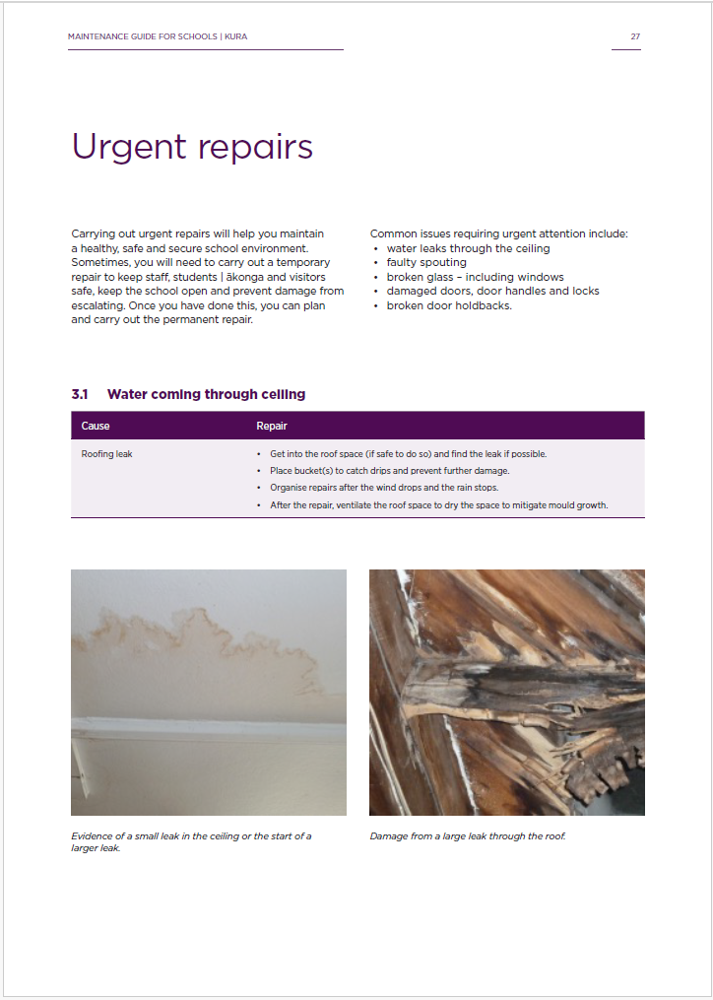 MAINTENANCE GUIDE FOR SCHOOLS | KURA
27
Urgent repairs
Carrying out urgent repairs will help you maintain
a healthy, safe and secure school environment.
Sometimes, you will need to carry out a temporary
repair to keep staff, students | ākonga and visitors
safe, keep the school open and prevent damage from
escalating. Once you have done this, you can plan
and carry out the permanent repair.
Common issues requiring urgent attention include:
• water leaks through the ceiling
• faulty spouting
• broken glass – including windows
• damaged doors, door handles and locks
• broken door holdbacks.
3.1 Water coming through ceiling
Cause Repair
Roofing leak
• Get into the roof space (if safe to do so) and find the leak if possible.
• Place bucket(s) to catch drips and prevent further damage.
• Organise repairs after the wind drops and the rain stops.
• After the repair, ventilate the roof space to dry the space to mitigate mould growth.
Evidence of a small leak in the ceiling or the start of a
larger leak.
Damage from a large leak through the roof.